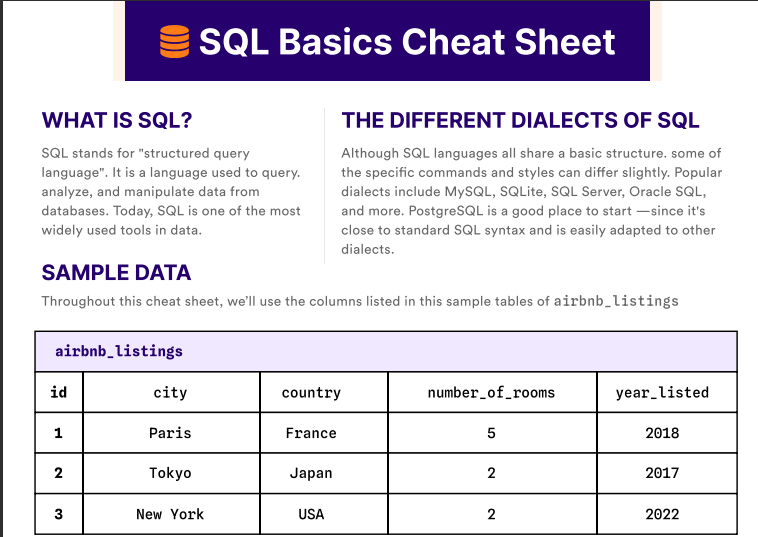 SQL Basics Cheat Sheet
WHAT IS SQL?
SQL stands for "structured query
language". It is a language used to query.
analyze, and manipulate data from
databases. Today, SQL is one of the most
widely used tools in data.
THE DIFFERENT DIALECTS OF SQL
Although SQL languages all share a basic structure. some of
the specific commands and styles can differ slightly. Popular
dialects include MySQL, SQLite, SQL Server, Oracle SQL,
and more. PostgreSQL is a good place to start —since it's
close to standard SQL syntax and is easily adapted to other
dialects.
SAMPLE DATA
Throughout this cheat sheet, we'll use the columns listed in this sample tables of airbnb_listings
airbnb_listings
id city country number_of_rooms year_listed
1 Paris France 5 2018
2 Tokyo Japan 2 2017
3 New York USA 2 2022